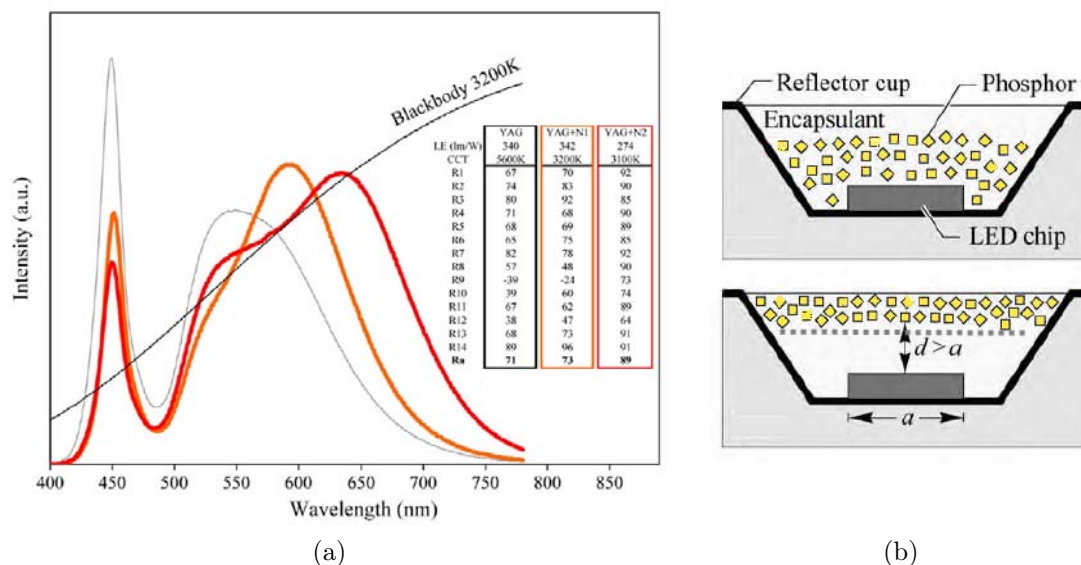 Intensity (a.u.)
Blackbody 3200K
YAG YAG+N1 YAG+N2
LE (lm/W) 340 342 274
CCT 5600K 3200K 3100K
R1 67 70 92
R2 74 83 90
R3 80 92 85
R4 71 68 90
R5 68 69 89
R6 65 75 85
R7 82 78 92
R8 57 48 90
R9 -39 -24 73
R10 39 60 74
R11 67 62 89
R12 38 47 64
R13 68 73 91
R14 89 96 91
Ra 71 73 89
400 450 500 550 600 650 700 750 800 850
Wavelength (nm)
(a)
Reflector cup
Phosphor
Encapsulant
LED chip
d > a
a
(b)